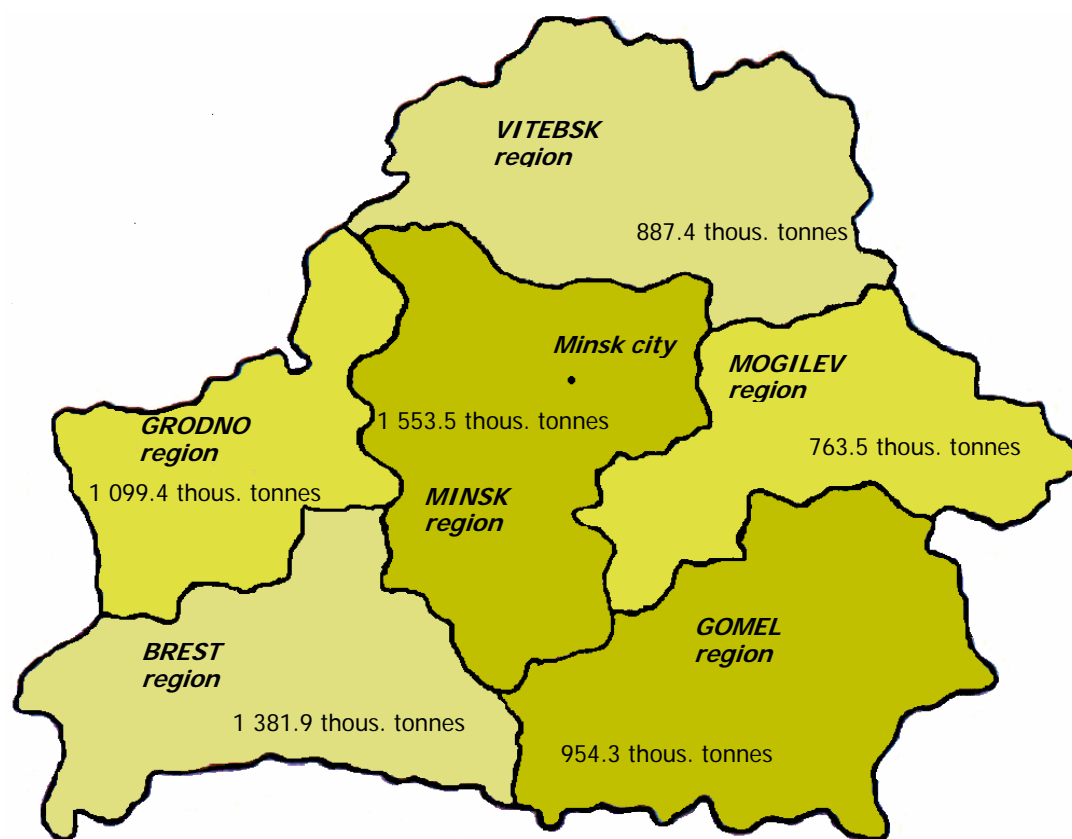 VITEBSK
region
887.4 thous. tonnes
Minsk city
MOGILEV
region
1 553.5 thous. tonnes
GRODNO
region
763.5 thous. tonnes
1 099.4 thous. tonnes
MINSK
region
GOMEL
region
BREST
region
1 381.9 thous. tonnes
954.3 thous. tonnes